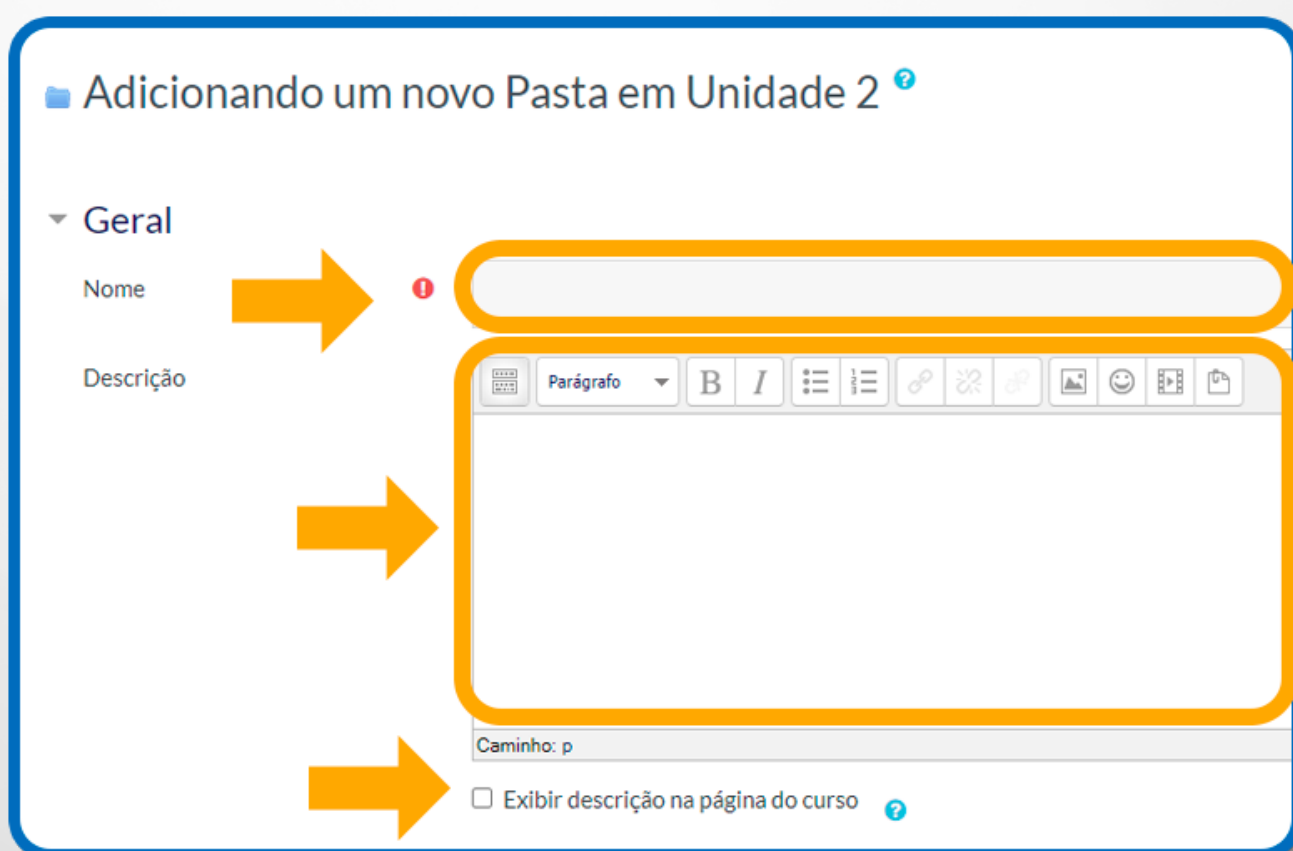 Adicionando um novo Pasta em Unidade 2 ?
Geral
Nome !
Descrição
Parágrafo B I
Caminho: p
Exibir descrição na página do curso ?